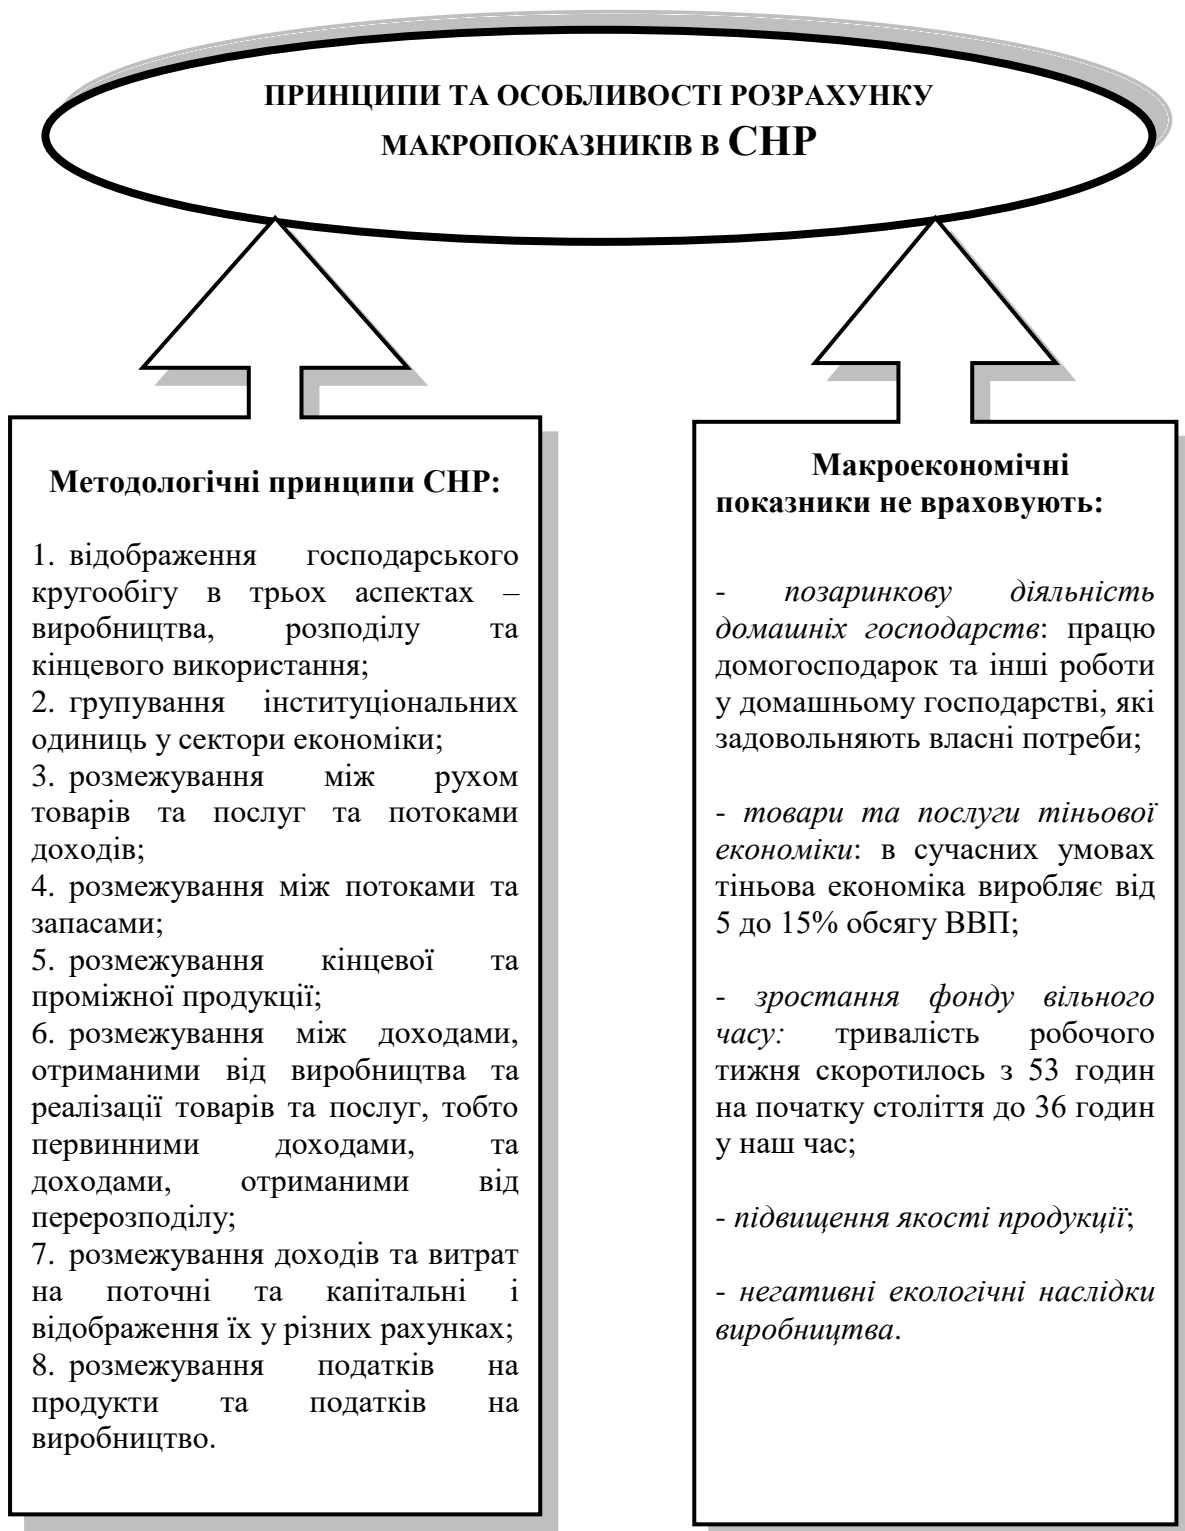 ПРИНЦИПИ ТА ОСОБЛИВОСТІ РОЗРАХУНКУ
МАКРОПОКАЗНИКІВ В СНР
Методологічні принципи СНР:
1. відображення господарського
кругообігу в трьох аспектах –
виробництва, розподілу та
кінцевого використання;
2. групування інституціональних
одиниць у сектори економіки;
3. розмежування між рухом
товарів та послуг та потоками
доходів;
4. розмежування між потоками та
запасами;
5. розмежування кінцевої та
проміжної продукції;
6. розмежування між доходами,
отриманими від виробництва та
реалізації товарів та послуг, тобто
первинними доходами, та
доходами, отриманими від
перерозподілу;
7. розмежування доходів та витрат
на поточні та капітальні і
відображення їх у різних рахунках;
8. розмежування податків на
продукти та податків на
виробництво.
Макроекономічні
показники не враховують:
- позаринкову діяльність
домашніх господарств: працю
домогосподарок та інші роботи
у домашньому господарстві, які
задовольняють власні потреби;
- товари та послуги тіньової
економіки: в сучасних умовах
тіньова економіка виробляє від
5 до 15% обсягу ВВП;
- зростання фонду вільного
часу: тривалість робочого
тижня скоротилось з 53 годин
на початку століття до 36 годин
у наш час;
- підвищення якості продукції;
- негативні екологічні наслідки
виробництва.